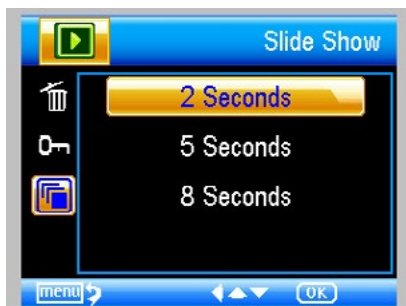 Slide Show
2 Seconds
5 Seconds
8 Seconds
menu OK